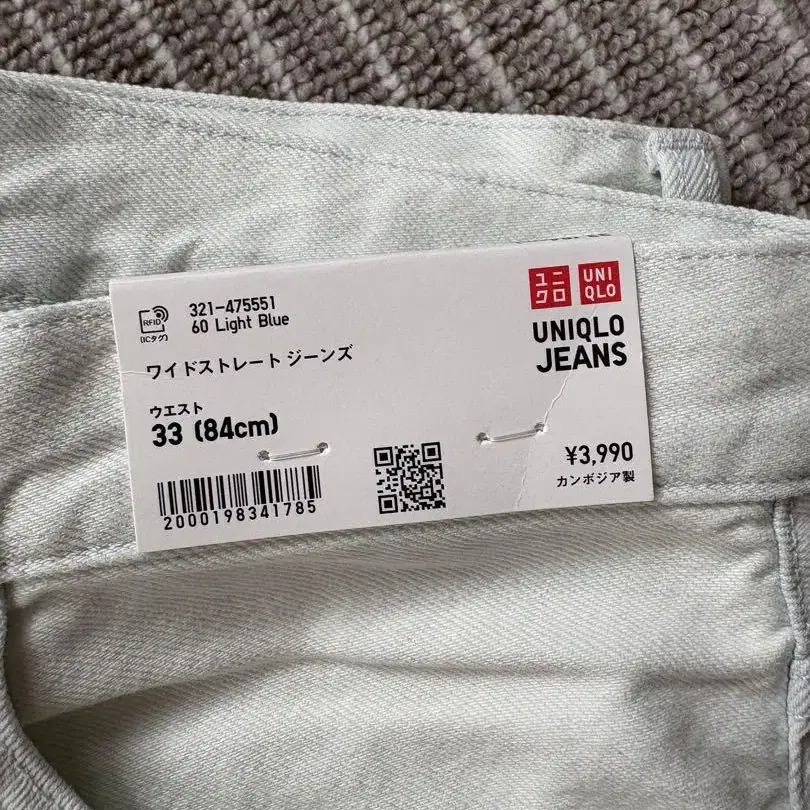 RFID
(ICタグ)
321-475551
60 Light Blue
ワイドストレート ジーンズ
ウエスト
33 (84cm)
2000198341785
ユニ
クロ
UNI
QLO
UNIQLO
JEANS
¥3,990
カンボジア製